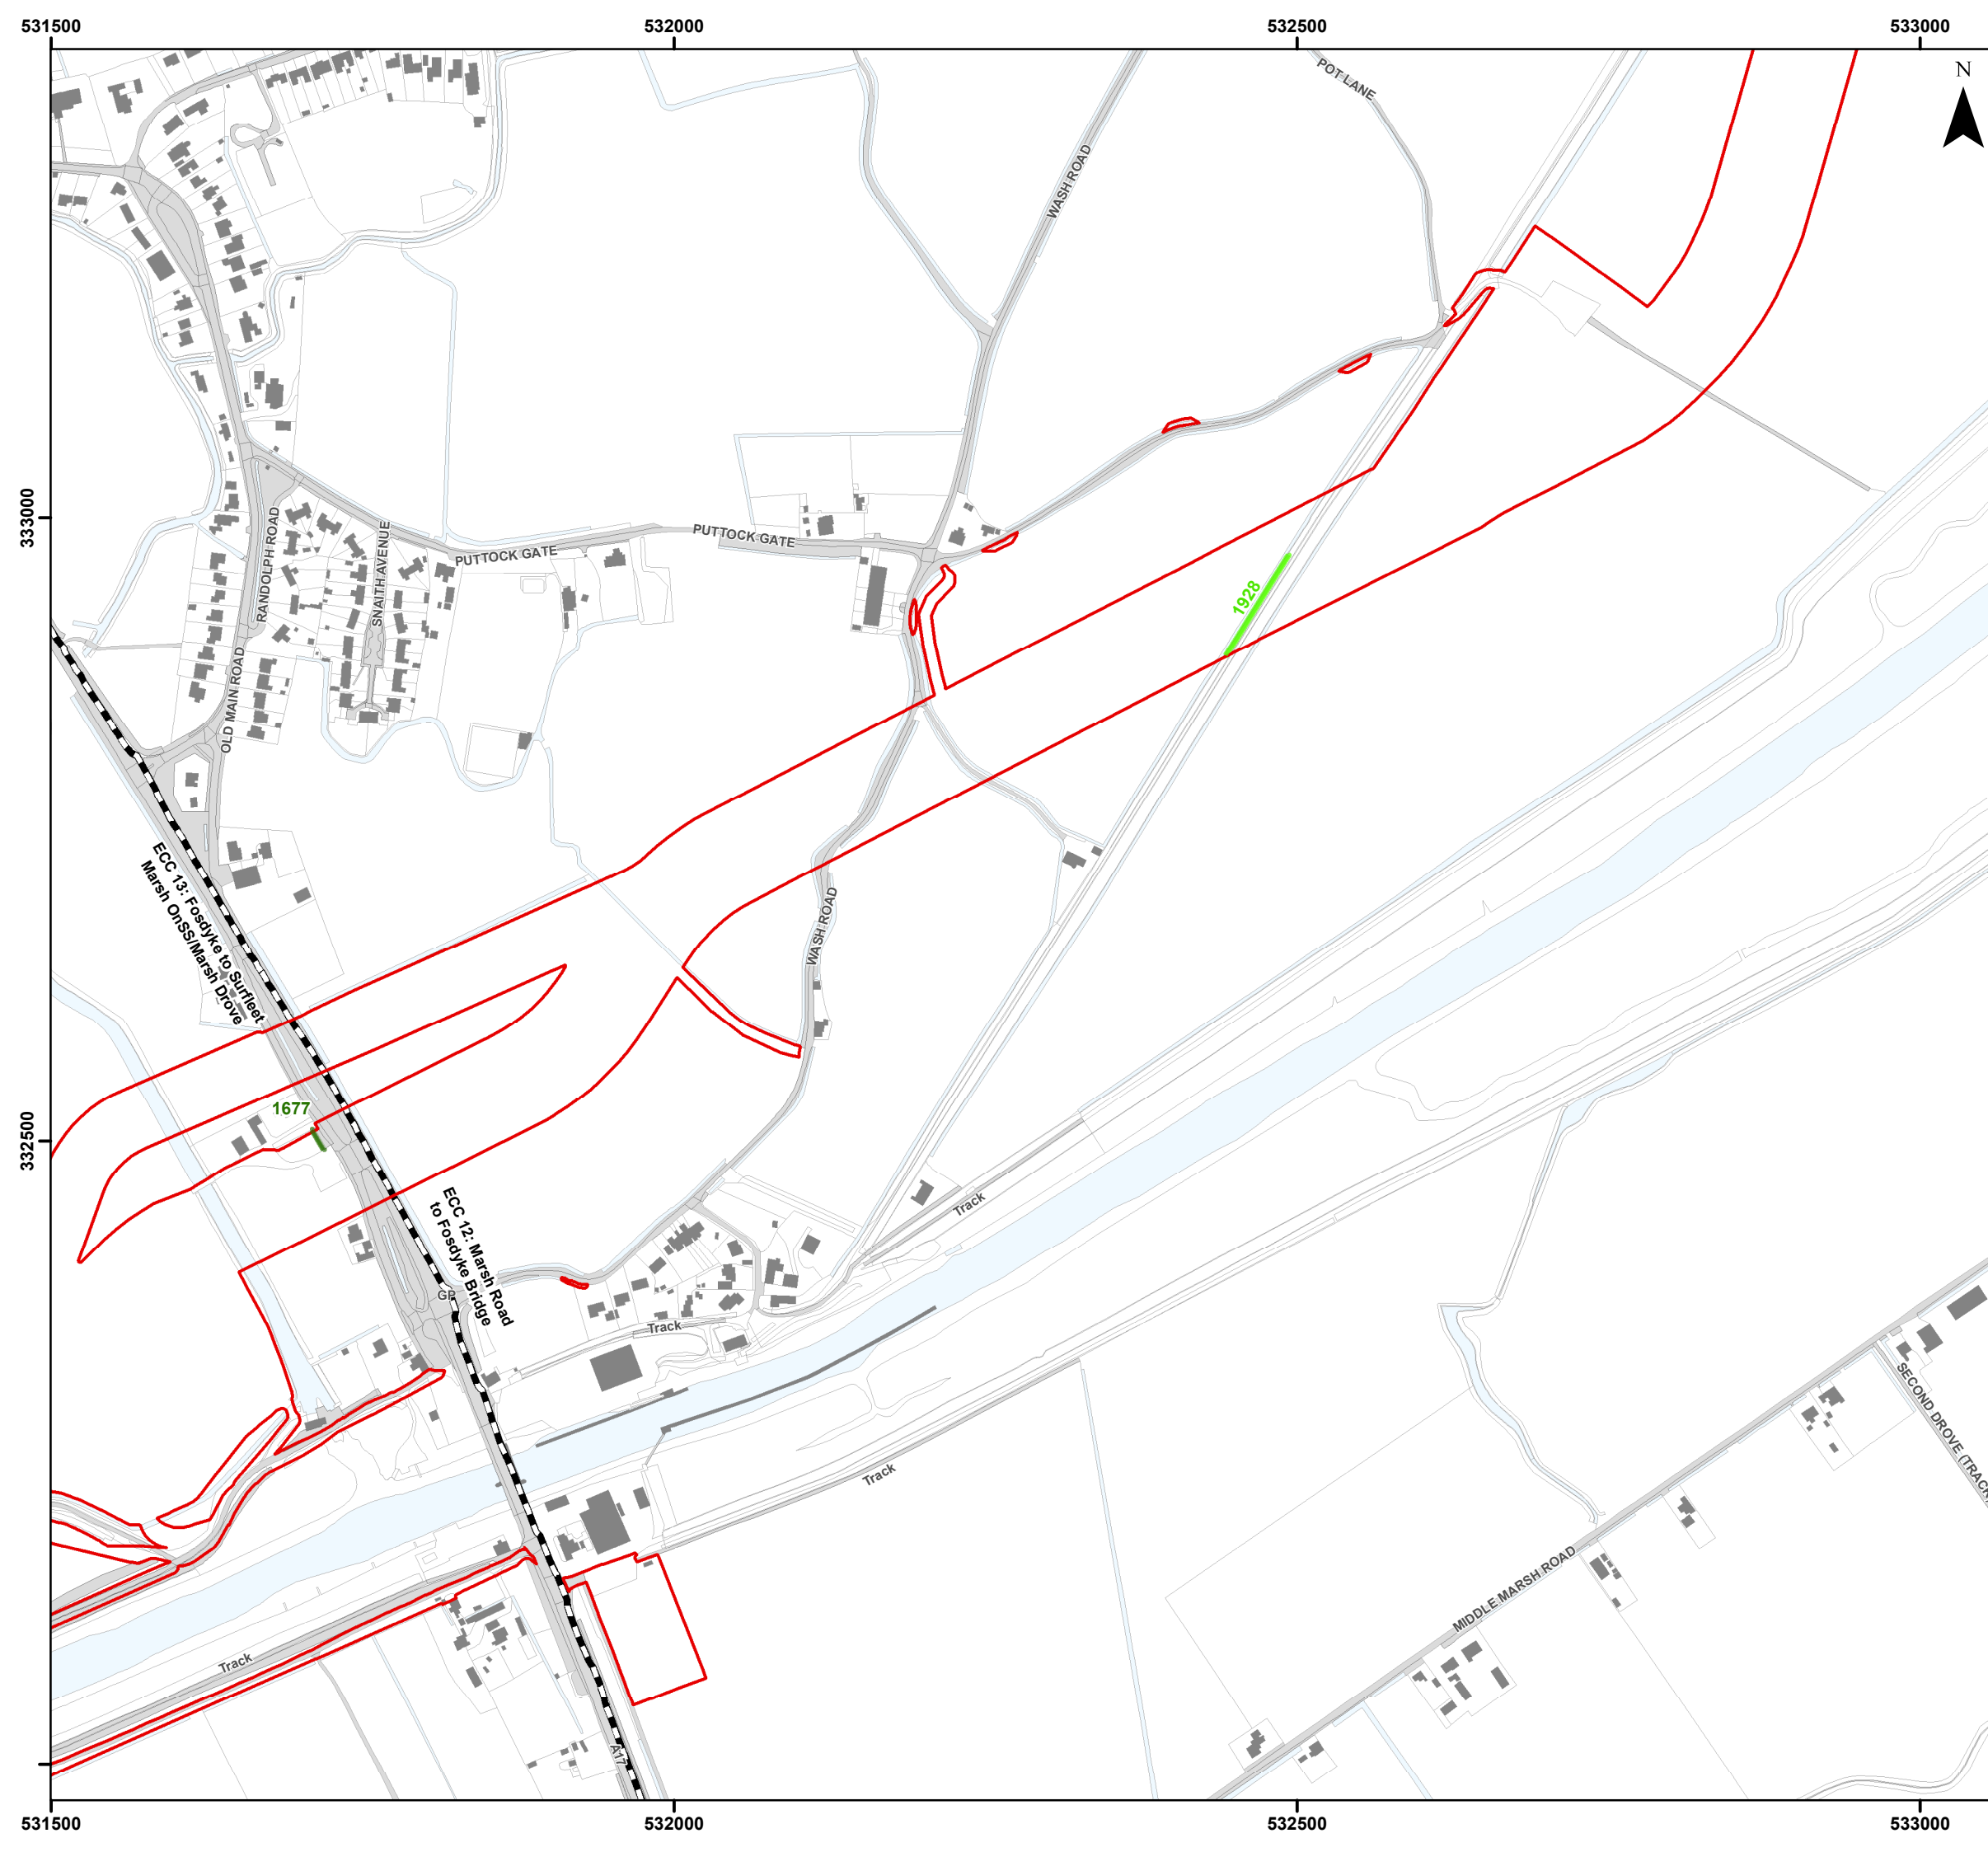 531500
532000
532500
533000
N
POT LANE
WASH ROAD
333000
RANDOLPH ROAD
SNAITH AVENUE
PUTTOCK GATE
PUTTOCK GATE
1928
OLD MAIN ROAD
ECC 13: Fosdyke to Surfleet
Marsh OnSS/Marsh Drove
WASH ROAD
1677
332500
ECC 12: Marsh Road
to Fosdyke Bridge
GP
Track
Track
Track
SECOND DROVE (TRACK
MIDDLE MARSH ROAD
Track
A17
531500
532000
532500
533000